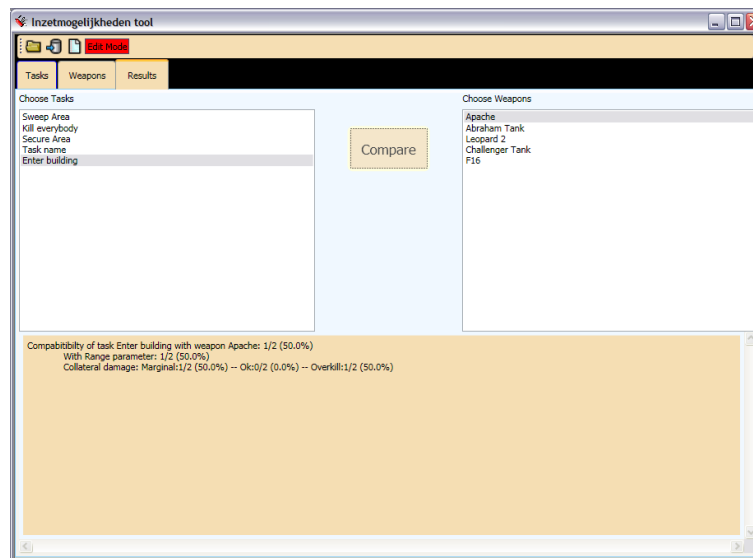 Inzetmogelijkheden tool
Edit Mode
Tasks Weapons Results
Choose Tasks
Sweep Area
Kill everybody
Secure Area
Task name
Enter building
Compare
Choose Weapons
Apache
Abraham Tank
Leopard 2
Challenger Tank
F16
Compabitibilty of task Enter building with weapon Apache: 1/2 (50.0%)
With Range parameter: 1/2 (50.0%)
Collateral damage: Marginal:1/2 (50.0%) -- Ok:0/2 (0.0%) -- Overkill:1/2 (50.0%)